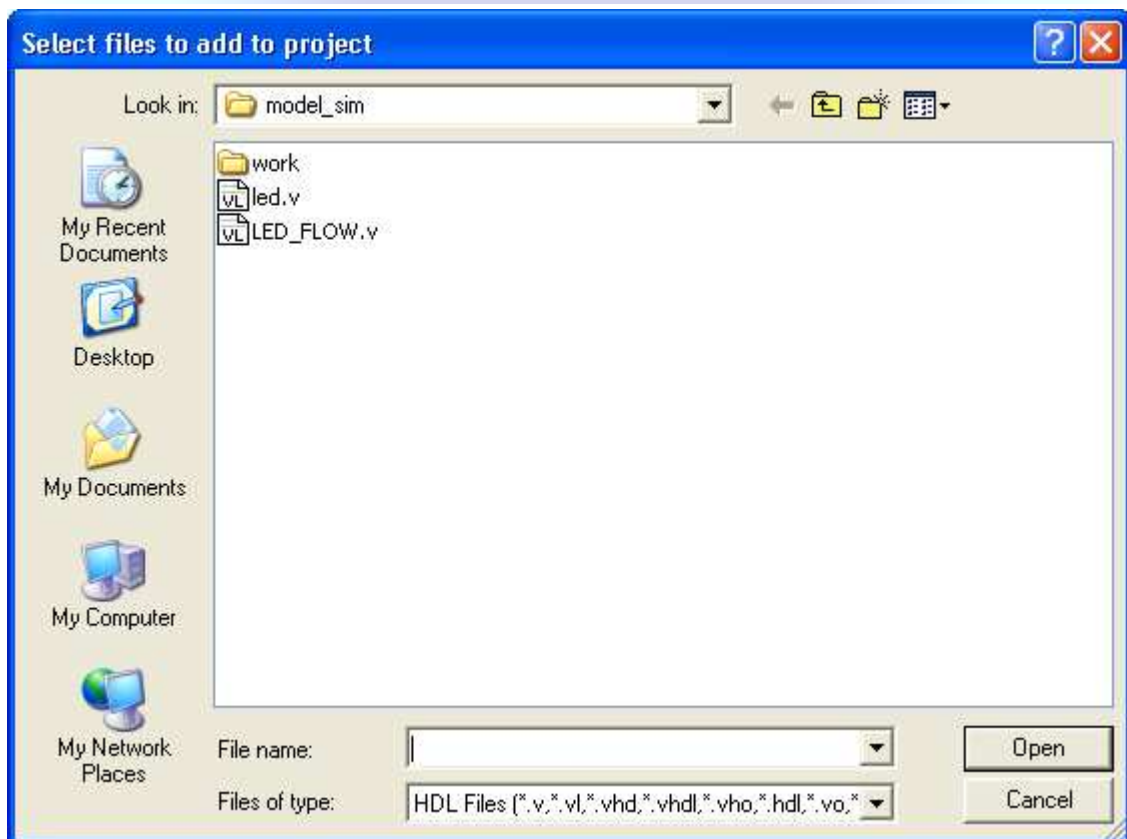 Select files to add to project
Look in:
model_sim
work
led.v
LED_FLOW.v
My Recent
Documents
Desktop
My Documents
My Computer
My Network
Places
File name:
Open
Files of type:
HDL Files (*.v,*.vl,*.vhd,*.vhdl,*.vho,*.hdl,*.vo,*
Cancel